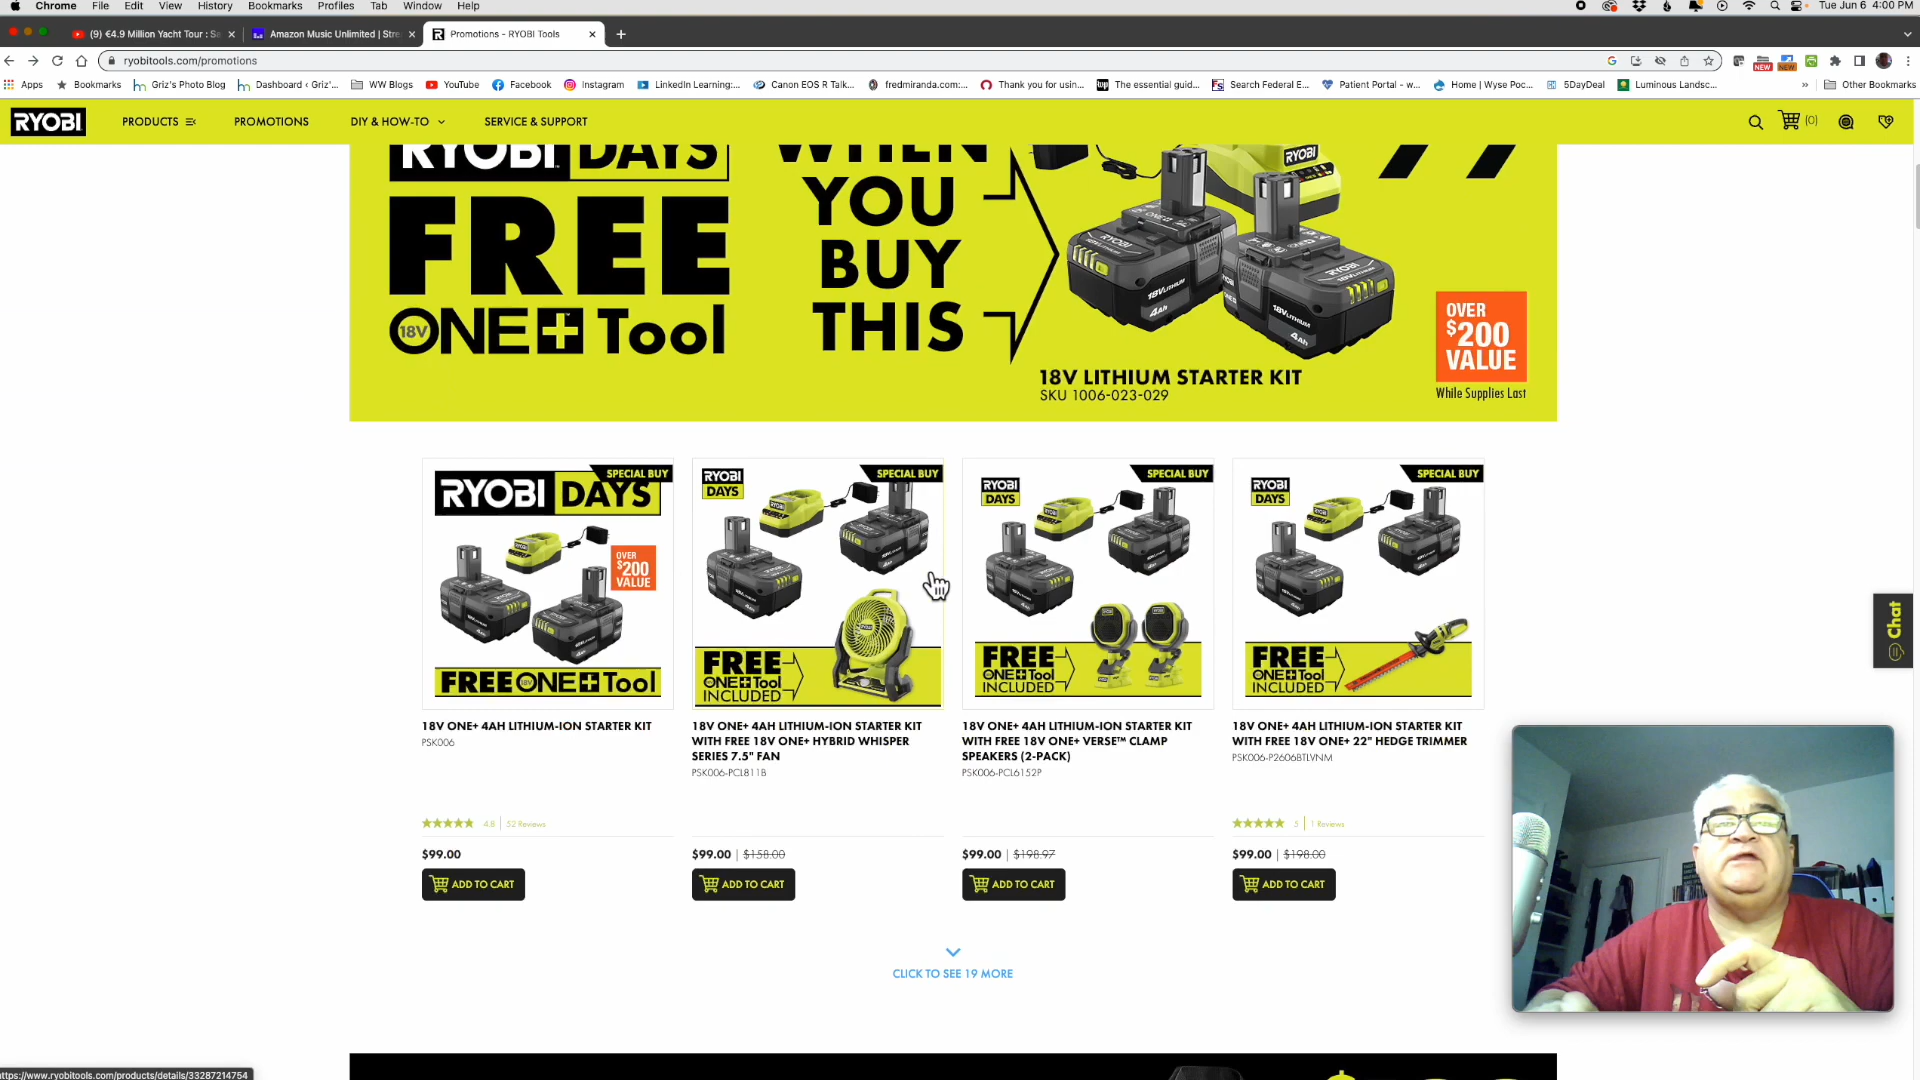 Chrome File Edit View History Bookmarks Profiles Tab Window Help
Tue Jun 6 4:00 PM
(9) €4.9 Million Yacht Tour : Sa
Amazon Music Unlimited | Stre
Promotions - RYOBI Tools
ryobitools.com/promotions
NEW
NEW
Apps
Bookmarks
Griz's Photo Blog
Dashboard ‹ Griz'...
WW Blogs
YouTube
Facebook
Instagram
LinkedIn Learning:...
Canon EOS R Talk...
fredmiranda.com:...
Thank you for usin...
The essential guid...
Search Federal E...
Patient Portal - w...
Home | Wyse Poc...
5DayDeal
Luminous Landsc...
Other Bookmarks
RYOBI
PRODUCTS
PROMOTIONS
DIY & HOW-TO
SERVICE & SUPPORT
(0)
RYOBI DAYS
FREE
18V ONE+ Tool
WHEN
YOU
BUY
THIS
18V LITHIUM STARTER KIT
SKU 1006-023-029
OVER
$200
VALUE
While Supplies Last
SPECIAL BUY
RYOBI DAYS
OVER
$200
VALUE
FREE 18V ONE+ Tool
18V ONE+ 4AH LITHIUM-ION STARTER KIT
PSK006
4.8 | 52 Reviews
$99.00
ADD TO CART
SPECIAL BUY
RYOBI
DAYS
FREE
ONE+Tool
INCLUDED
18V ONE+ 4AH LITHIUM-ION STARTER KIT
WITH FREE 18V ONE+ HYBRID WHISPER
SERIES 7.5" FAN
PSK006-PCL811B
$99.00 | $158.00
ADD TO CART
SPECIAL BUY
RYOBI
DAYS
FREE
ONE+Tool
INCLUDED
18V ONE+ 4AH LITHIUM-ION STARTER KIT
WITH FREE 18V ONE+ VERSE™ CLAMP
SPEAKERS (2-PACK)
PSK006-PCL6152P
$99.00 | $198.97
ADD TO CART
SPECIAL BUY
RYOBI
DAYS
FREE
ONE+Tool
INCLUDED
18V ONE+ 4AH LITHIUM-ION STARTER KIT
WITH FREE 18V ONE+ 22" HEDGE TRIMMER
PSK006-P2606BTLVNM
5 | 1 Reviews
$99.00 | $198.00
ADD TO CART
Chat
CLICK TO SEE 19 MORE
https://www.ryobitools.com/products/details/33287214754